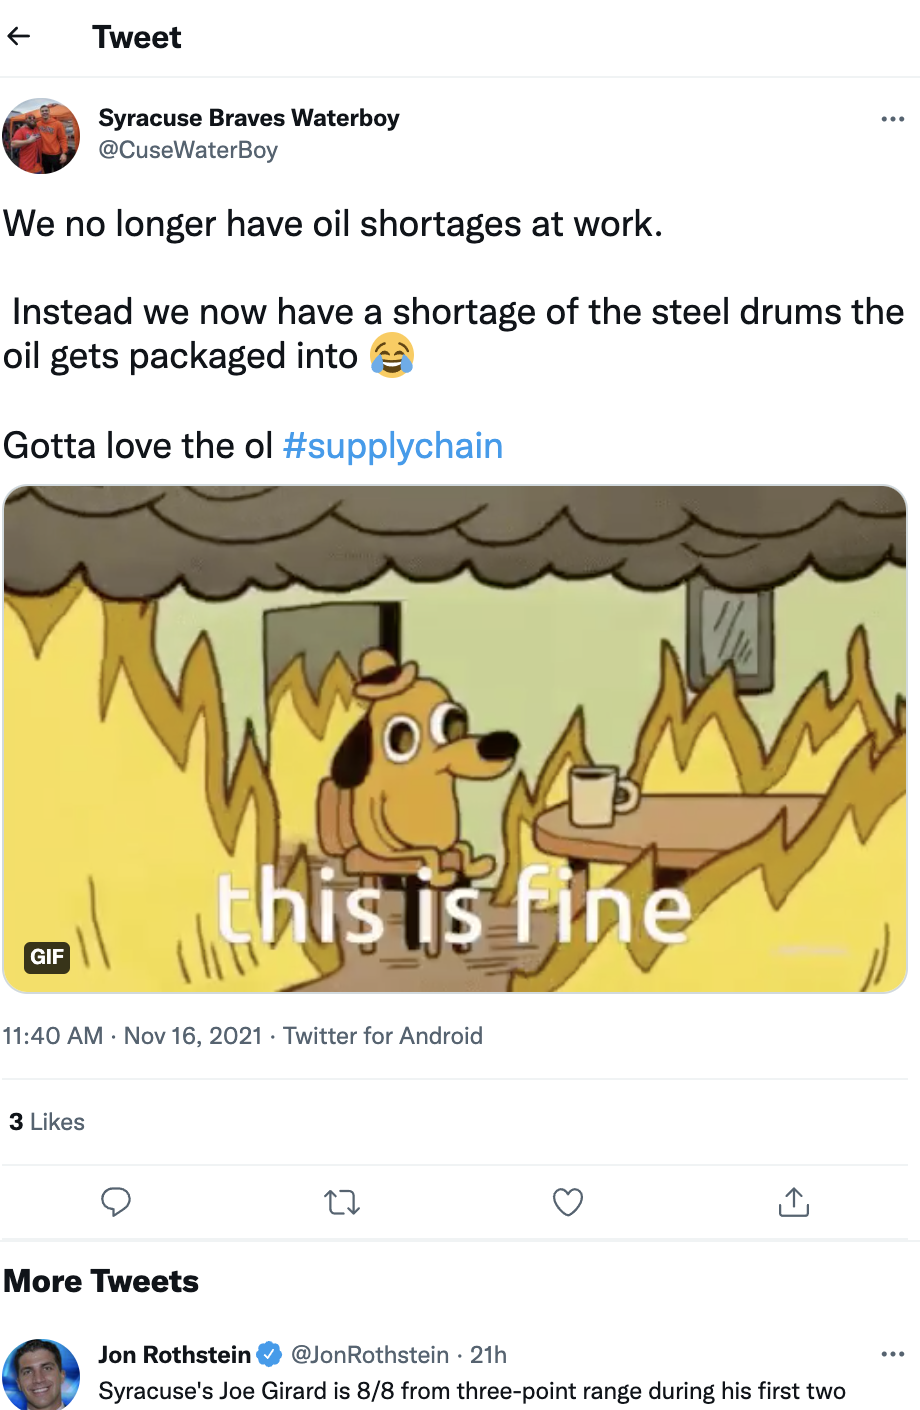 Tweet
Syracuse Braves Waterboy
@CuseWaterBoy
We no longer have oil shortages at work.
Instead we now have a shortage of the steel drums the
oil gets packaged into 😂
Gotta love the ol #supplychain
this is fine
GIF
11:40 AM · Nov 16, 2021 · Twitter for Android
3 Likes
More Tweets
Jon Rothstein @JonRothstein · 21h
Syracuse's Joe Girard is 8/8 from three-point range during his first two